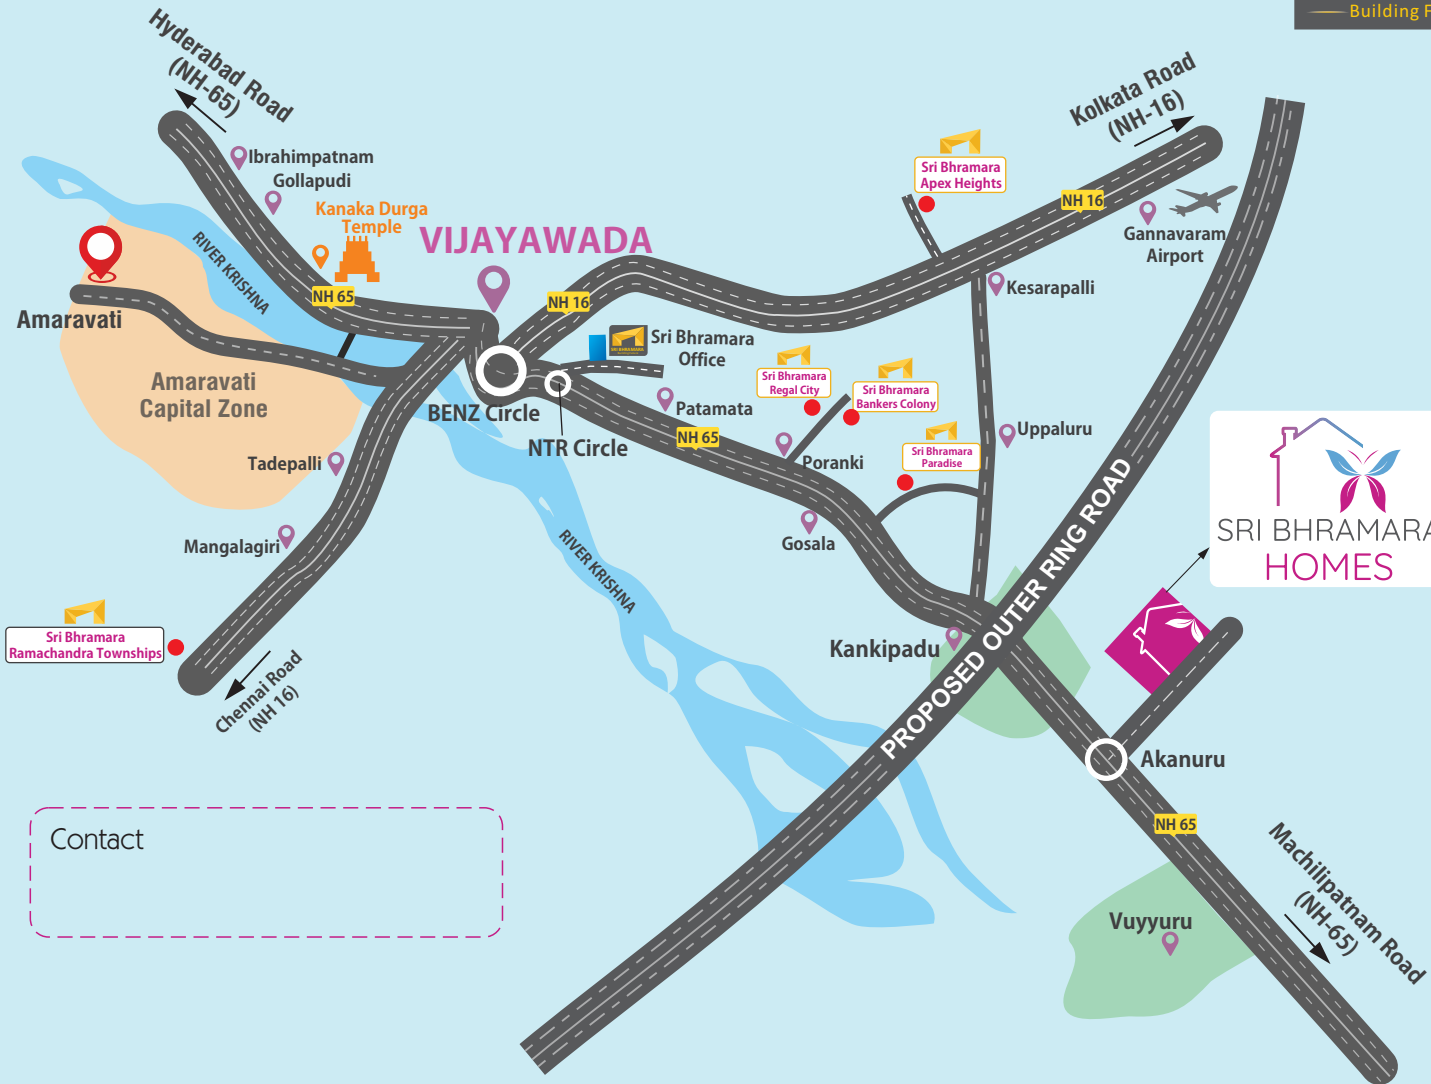 Building F
Hyderabad Road
(NH-65)
Kolkata Road
(NH-16)
Ibrahimpatnam
Gollapudi
Kanaka Durga
Temple
VIJAYAWADA
RIVER KRISHNA
NH 65
NH 16
Sri Bhramara
Apex Heights
NH 16
Gannavaram
Airport
Kesarapalli
Amaravati
Amaravati
Capital Zone
Sri Bhramara
Office
BENZ Circle
NTR Circle
Patamata
NH 65
Sri Bhramara
Regal City
Sri Bhramara
Bankers Colony
Sri Bhramara
Paradise
Uppaluru
Poranki
Gosala
Tadepalli
Mangalagiri
RIVER KRISHNA
PROPOSED OUTER RING ROAD
SRI BHRAMARA
HOMES
Sri Bhramara
Ramachandra Townships
Chennai Road
(NH 16)
Kankipadu
Akanuru
NH 65
Contact
Machilipatnam Road
(NH-65)
Vuyyuru